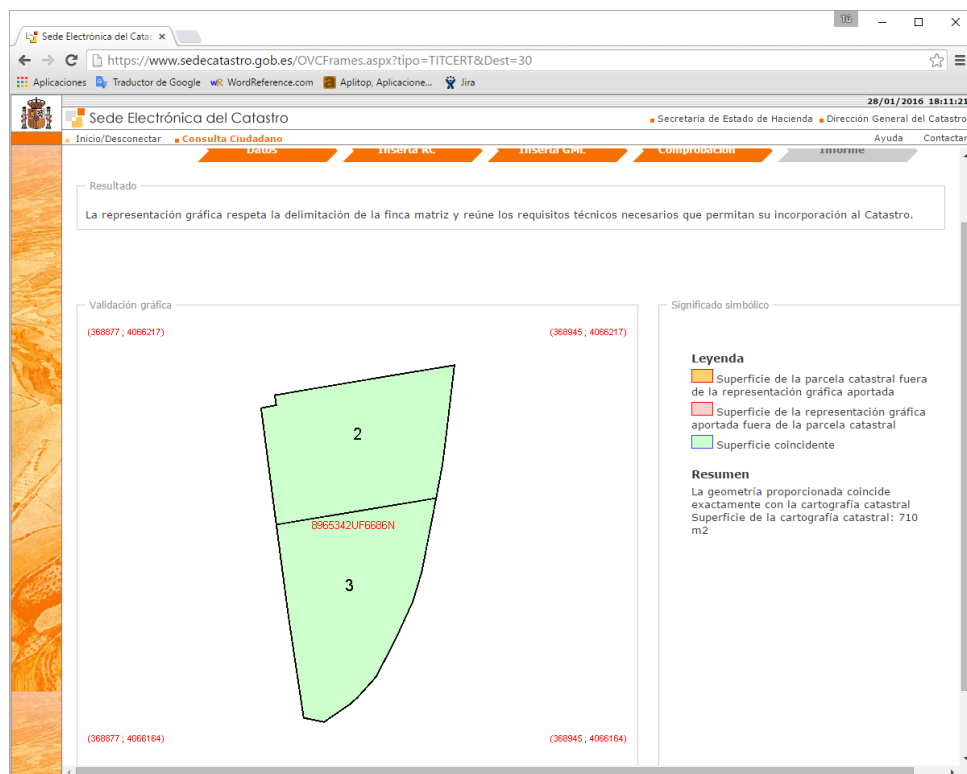 Tú
Sede Electrónica del Catas
https://www.sedecatastro.gob.es/OVCFrames.aspx?tipo=TITCERT&Dest=30
Aplicaciones Traductor de Google WordReference.com Aplitop, Aplicacione... Jira
28/01/2016 18:11:21
Sede Electrónica del Catastro
Secretaría de Estado de Hacienda Dirección General del Catastro
Inicio/Desconectar Consulta Ciudadano Ayuda Contactar
Datos Inserta RC Inserta GML Comprobación Informe
Resultado
La representación gráfica respeta la delimitación de la finca matriz y reúne los requisitos técnicos necesarios que permitan su incorporación al Catastro.
Validación gráfica
(368877 ; 4066217) (368945 ; 4066217)
2
8965342UF6686N
3
(368877 ; 4066164) (368945 ; 4066164)
Significado simbólico
Leyenda
Superficie de la parcela catastral fuera
de la representación gráfica aportada
Superficie de la representación gráfica
aportada fuera de la parcela catastral
Superficie coincidente
Resumen
La geometría proporcionada coincide
exactamente con la cartografía catastral
Superficie de la cartografía catastral: 710
m2